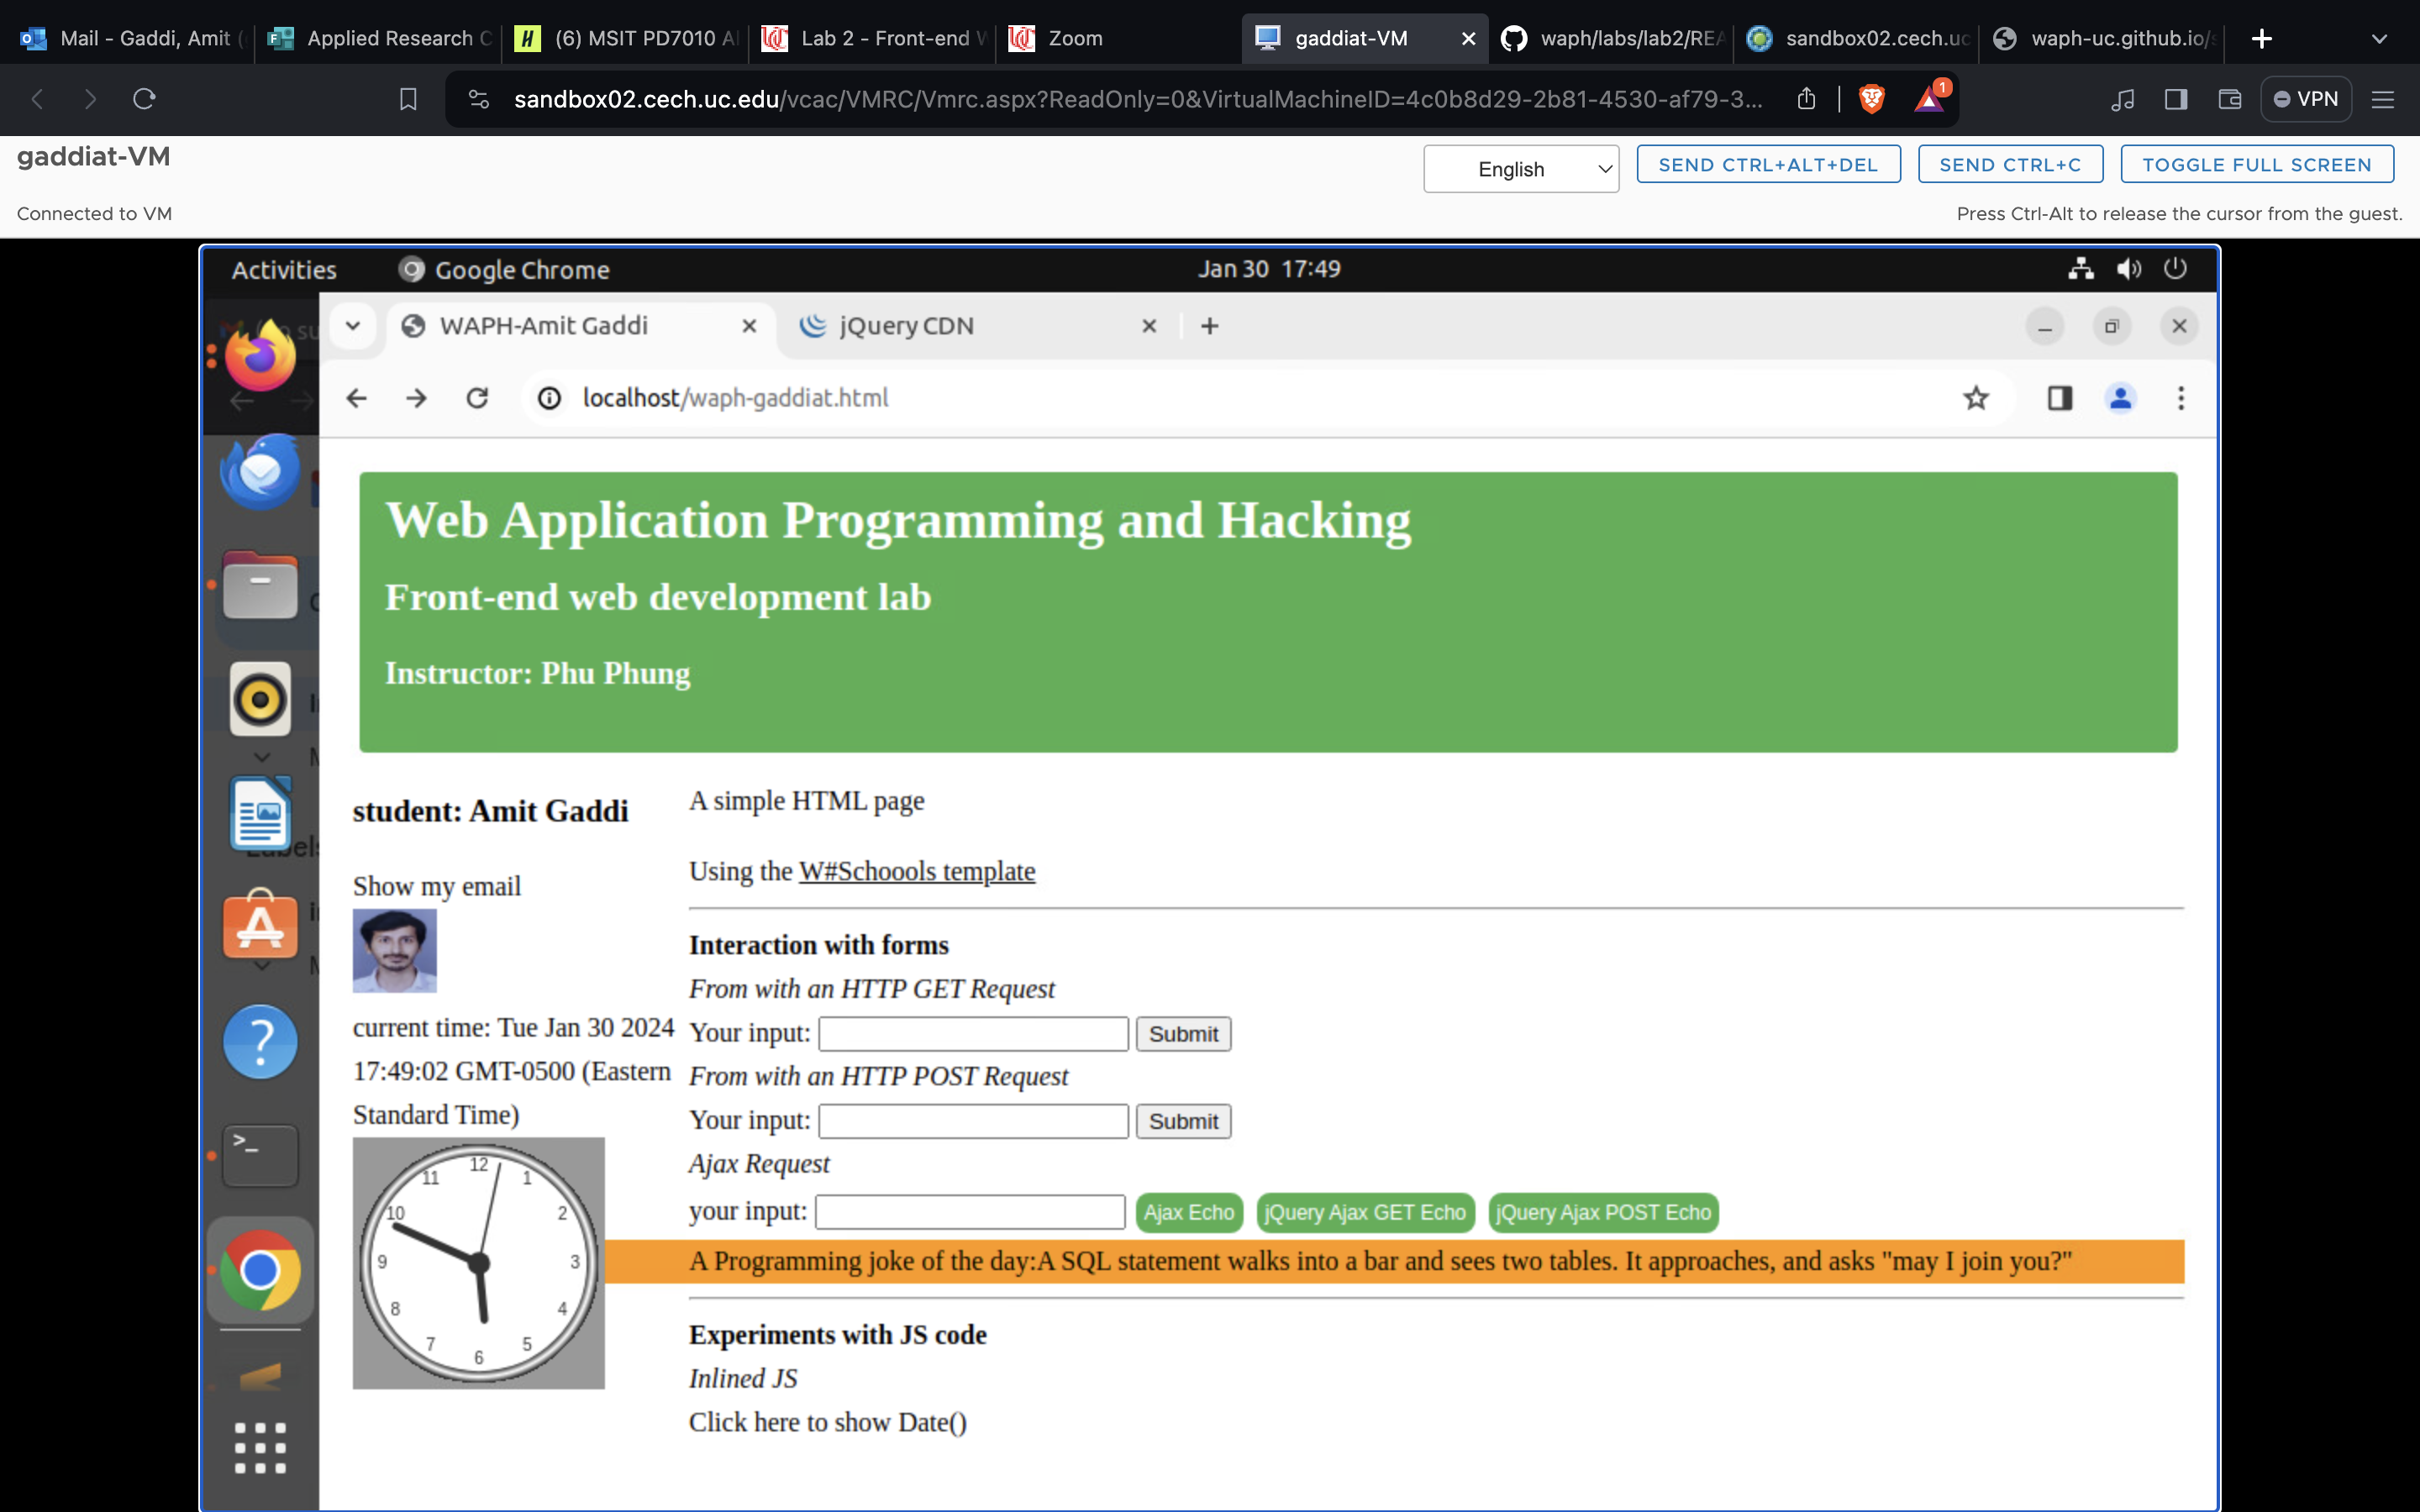 Mail - Gaddi, Amit (
Applied Research C
(6) MSIT PD7010 A
Lab 2 - Front-end W
Zoom
gaddiat-VM
waph/labs/lab2/REA
sandbox02.cech.uc
waph-uc.github.io/s
sandbox02.cech.uc.edu/vcac/VMRC/Vmrc.aspx?ReadOnly=0&VirtualMachineID=4c0b8d29-2b81-4530-af79-3...
1
VPN
gaddiat-VM
English
SEND CTRL+ALT+DEL
SEND CTRL+C
TOGGLE FULL SCREEN
Connected to VM
Press Ctrl-Alt to release the cursor from the guest.
Activities
Google Chrome
Jan 30 17:49
WAPH-Amit Gaddi
jQuery CDN
localhost/waph-gaddiat.html
Web Application Programming and Hacking
Front-end web development lab
Instructor: Phu Phung
student: Amit Gaddi
Show my email
current time: Tue Jan 30 2024
17:49:02 GMT-0500 (Eastern
Standard Time)
12
1
2
3
4
5
6
7
8
9
10
11
A simple HTML page
Using the W#Schoools template
Interaction with forms
From with an HTTP GET Request
Your input: Submit
From with an HTTP POST Request
Your input: Submit
Ajax Request
your input: Ajax Echo jQuery Ajax GET Echo jQuery Ajax POST Echo
A Programming joke of the day:A SQL statement walks into a bar and sees two tables. It approaches, and asks "may I join you?"
Experiments with JS code
Inlined JS
Click here to show Date()